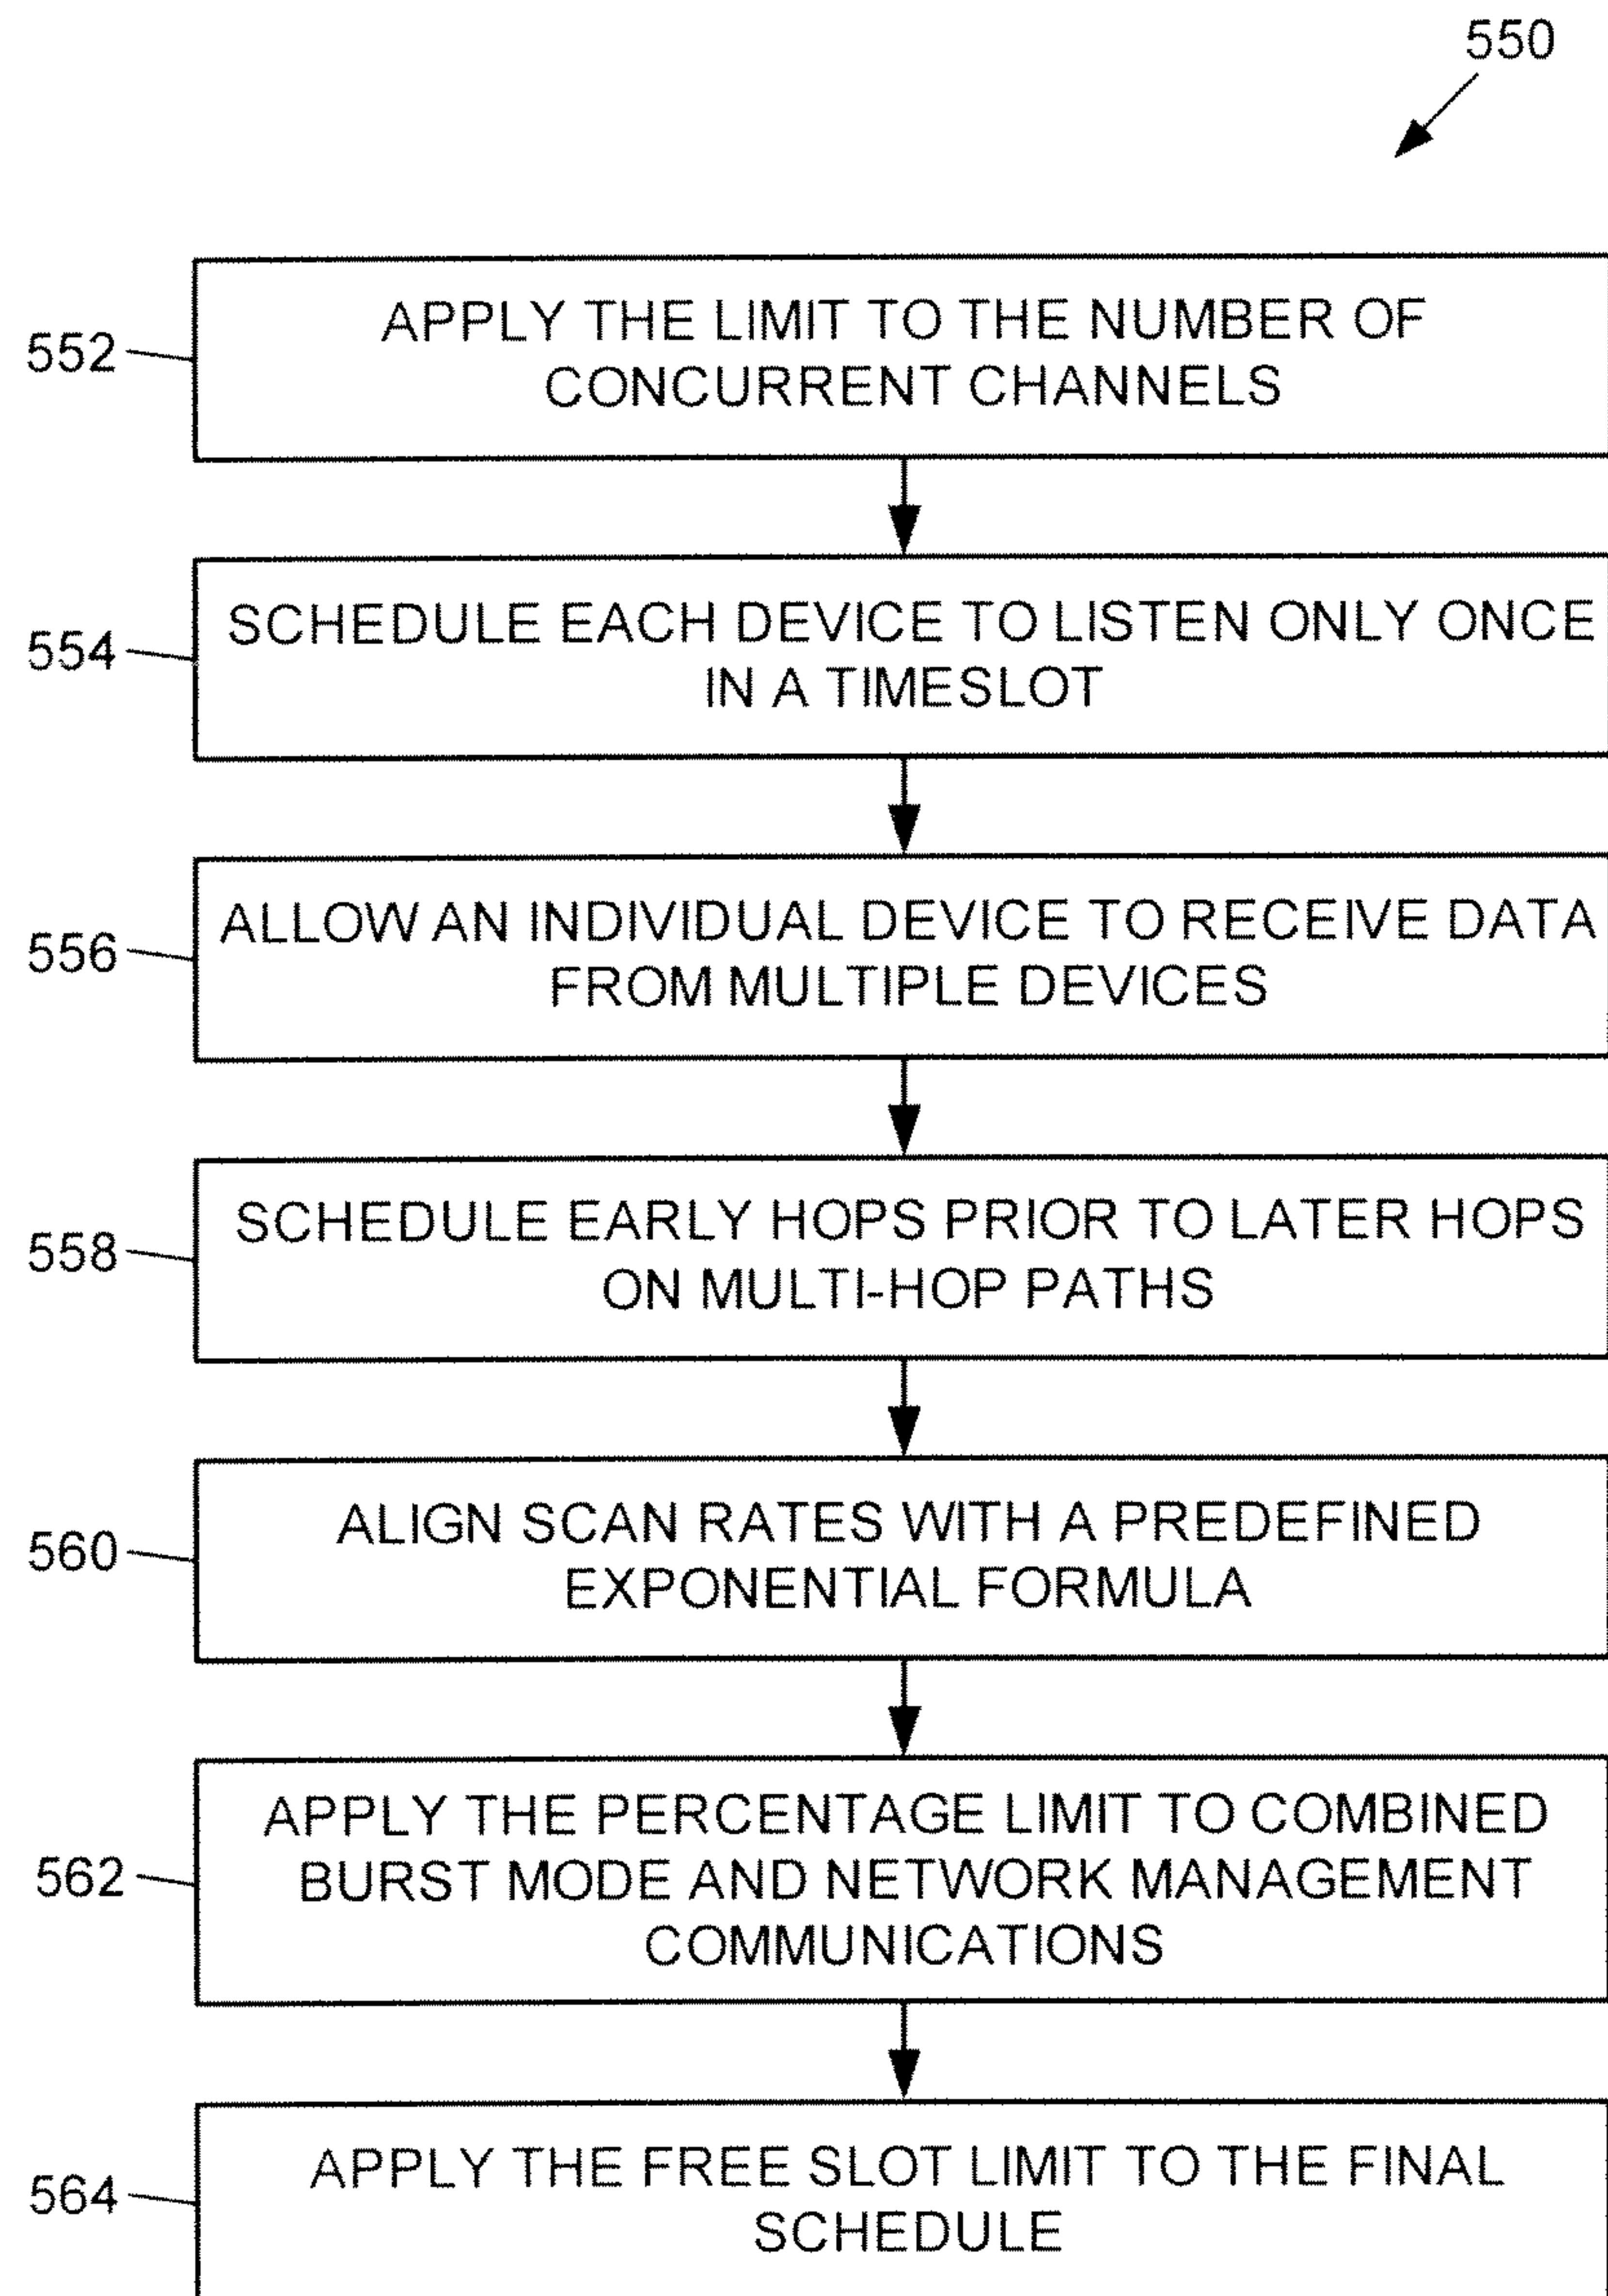 550
552
APPLY THE LIMIT TO THE NUMBER OF
CONCURRENT CHANNELS
554
SCHEDULE EACH DEVICE TO LISTEN ONLY ONCE
IN A TIMESLOT
556
ALLOW AN INDIVIDUAL DEVICE TO RECEIVE DATA
FROM MULTIPLE DEVICES
558
SCHEDULE EARLY HOPS PRIOR TO LATER HOPS
ON MULTI-HOP PATHS
560
ALIGN SCAN RATES WITH A PREDEFINED
EXPONENTIAL FORMULA
562
APPLY THE PERCENTAGE LIMIT TO COMBINED
BURST MODE AND NETWORK MANAGEMENT
COMMUNICATIONS
564
APPLY THE FREE SLOT LIMIT TO THE FINAL
SCHEDULE